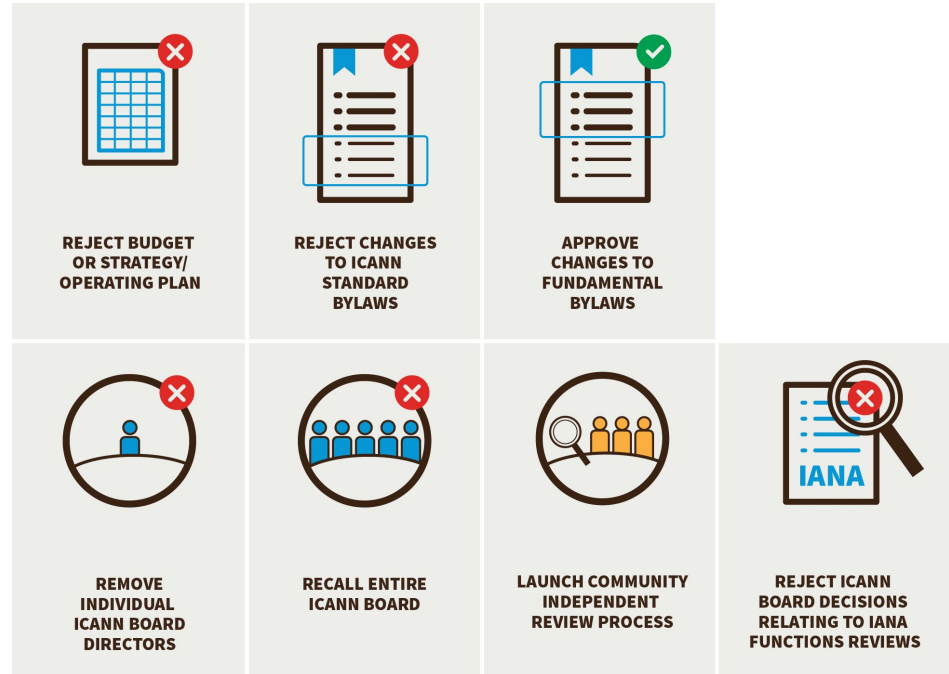 REJECT BUDGET
OR STRATEGY/
OPERATING PLAN
REJECT CHANGES
TO ICANN
STANDARD
BYLAWS
APPROVE
CHANGES TO
FUNDAMENTAL
BYLAWS
REMOVE
INDIVIDUAL
ICANN BOARD
DIRECTORS
RECALL ENTIRE
ICANN BOARD
LAUNCH COMMUNITY
INDEPENDENT
REVIEW PROCESS
IANA
REJECT ICANN
BOARD DECISIONS
RELATING TO IANA
FUNCTIONS REVIEWS